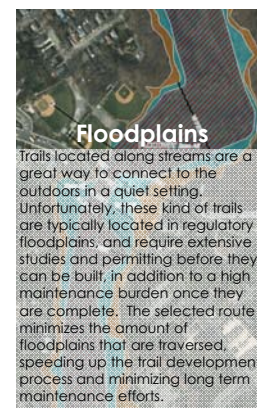 Floodplains
Trails located along streams are a
great way to connect to the
outdoors in a quiet setting.
Unfortunately, these kind of trails
are typically located in regulatory
floodplains, and require extensive
studies and permitting before they
can be built, in addition to a high
maintenance burden once they
are complete.  The selected route
minimizes the amount of
floodplains that are traversed,
speeding up the trail developmen
process and minimizing long term
maintenance efforts.